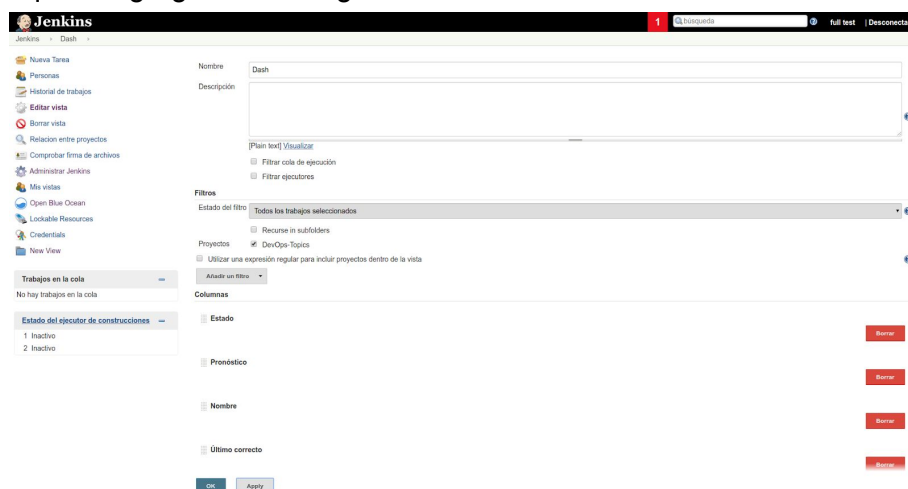 Jenkins
1
búsqueda
full test | Desconecta
Jenkins › Dash ›
Nueva Tarea
Personas
Historial de trabajos
Editar vista
Borrar vista
Relacion entre proyectos
Comprobar firma de archivos
Administrar Jenkins
Mis vistas
Open Blue Ocean
Lockable Resources
Credentials
New View
Trabajos en la cola
No hay trabajos en la cola
Estado del ejecutor de construcciones
1 Inactivo
2 Inactivo
Nombre
Dash
Descripción
[Plain text] Visualizar
Filtrar cola de ejecución
Filtrar ejecutores
Filtros
Estado del filtro
Todos los trabajos seleccionados
Recurse in subfolders
Proyectos
DevOps-Topics
Utilizar una expresión regular para incluir proyectos dentro de la vista
Añadir un filtro
Columnas
Estado
Borrar
Pronóstico
Borrar
Nombre
Borrar
Último correcto
Borrar
OK
Apply